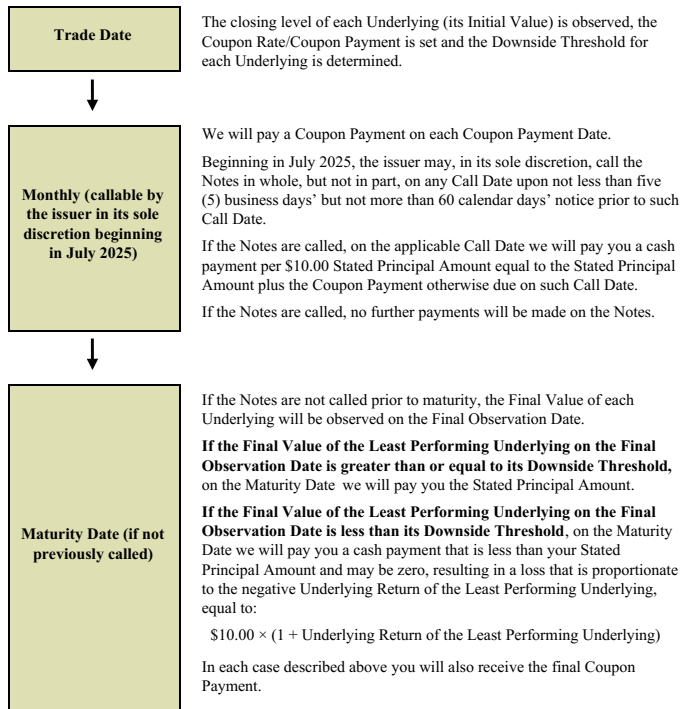 Trade Date
The closing level of each Underlying (its Initial Value) is observed, the
Coupon Rate/Coupon Payment is set and the Downside Threshold for
each Underlying is determined.
Monthly (callable by
the issuer in its sole
discretion beginning
in July 2025)
We will pay a Coupon Payment on each Coupon Payment Date.
Beginning in July 2025, the issuer may, in its sole discretion, call the
Notes in whole, but not in part, on any Call Date upon not less than five
(5) business days’ but not more than 60 calendar days’ notice prior to such
Call Date.
If the Notes are called, on the applicable Call Date we will pay you a cash
payment per $10.00 Stated Principal Amount equal to the Stated Principal
Amount plus the Coupon Payment otherwise due on such Call Date.
If the Notes are called, no further payments will be made on the Notes.
Maturity Date (if not
previously called)
If the Notes are not called prior to maturity, the Final Value of each
Underlying will be observed on the Final Observation Date.
If the Final Value of the Least Performing Underlying on the Final
Observation Date is greater than or equal to its Downside Threshold,
on the Maturity Date we will pay you the Stated Principal Amount.
If the Final Value of the Least Performing Underlying on the Final
Observation Date is less than its Downside Threshold, on the Maturity
Date we will pay you a cash payment that is less than your Stated
Principal Amount and may be zero, resulting in a loss that is proportionate
to the negative Underlying Return of the Least Performing Underlying,
equal to:
$10.00 × (1 + Underlying Return of the Least Performing Underlying)
In each case described above you will also receive the final Coupon
Payment.